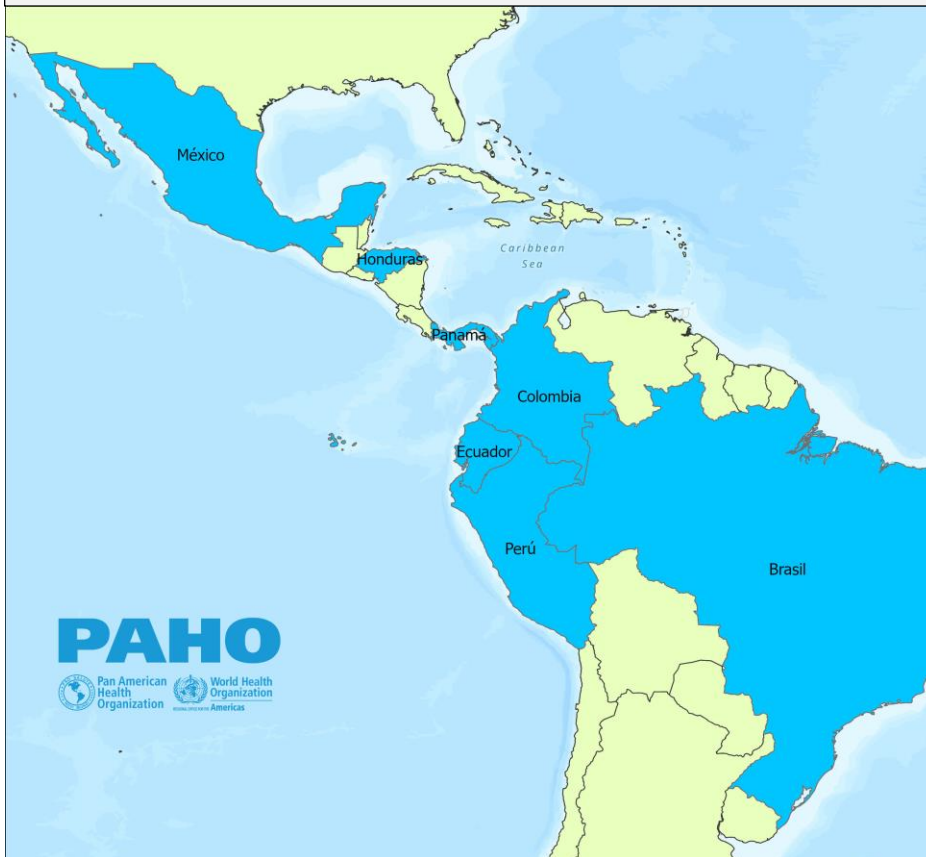 México
Honduras
Caribbean
Sea
Panamá
Colombia
Ecuador
Perú
Brasil
PAHO
Pan American
Health
Organization
World Health
Organization
Americas